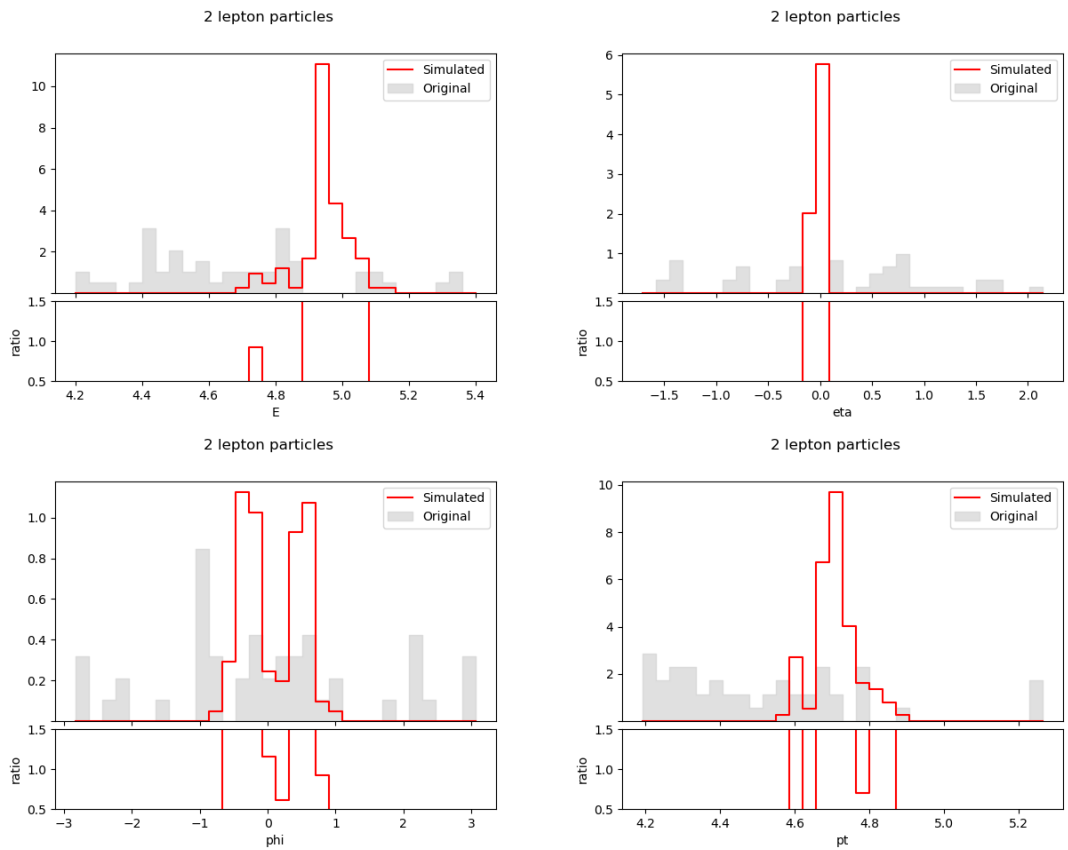 2 lepton particles
Simulated
Original
10
8
6
4
2
1.5
1.0
0.5
ratio
4.2 4.4 4.6 4.8 5.0 5.2 5.4
E
2 lepton particles
Simulated
Original
6
5
4
3
2
1
1.5
1.0
0.5
ratio
−1.5 −1.0 −0.5 0.0 0.5 1.0 1.5 2.0
eta
2 lepton particles
Simulated
Original
1.0
0.8
0.6
0.4
0.2
1.5
1.0
0.5
ratio
−3 −2 −1 0 1 2 3
phi
2 lepton particles
Simulated
Original
10
8
6
4
2
1.5
1.0
0.5
ratio
4.2 4.4 4.6 4.8 5.0 5.2
pt